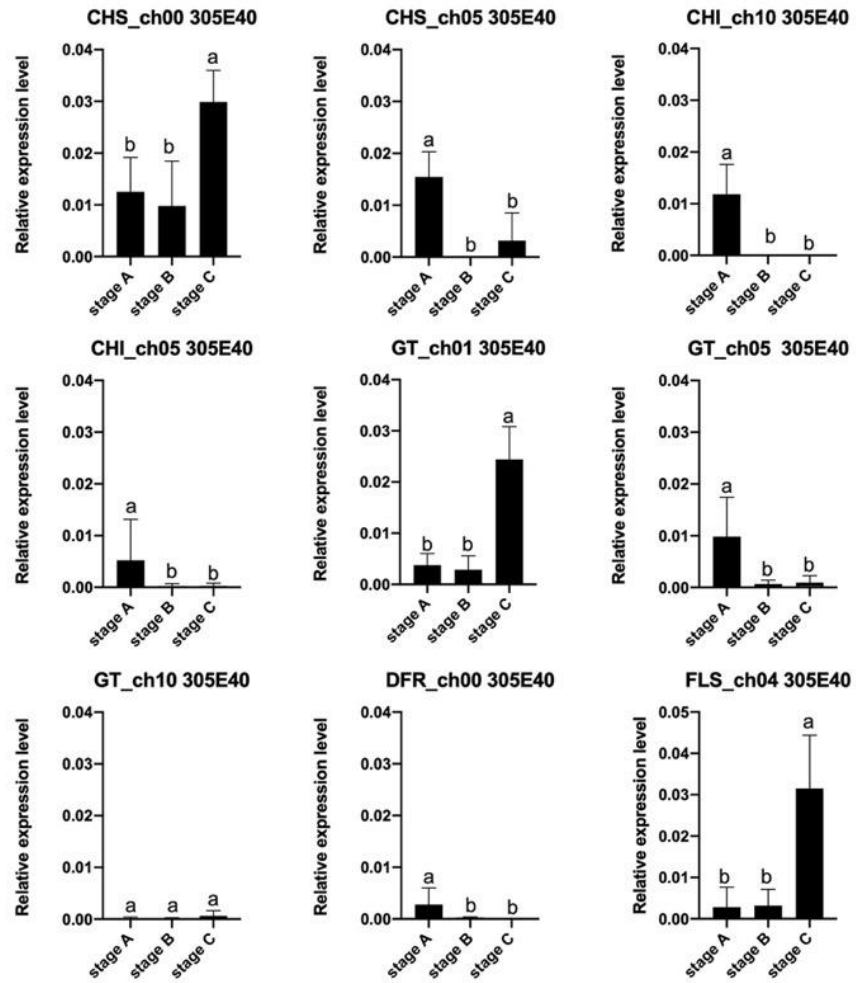 CHS_ch00 305E40
Relative expression level
0.04
0.03
0.02
0.01
0.00
b
b
a
stage A
stage B
stage C
CHS_ch05 305E40
Relative expression level
0.04
0.03
0.02
0.01
0.00
a
b
b
stage A
stage B
stage C
CHI_ch10 305E40
Relative expression level
0.04
0.03
0.02
0.01
0.00
a
b
b
stage A
stage B
stage C
CHI_ch05 305E40
Relative expression level
0.04
0.03
0.02
0.01
0.00
a
b
b
stage A
stage B
stage C
GT_ch01 305E40
Relative expression level
0.04
0.03
0.02
0.01
0.00
b
b
a
stage A
stage B
stage C
GT_ch05 305E40
Relative expression level
0.04
0.03
0.02
0.01
0.00
a
b
b
stage A
stage B
stage C
GT_ch10 305E40
Relative expression level
0.04
0.03
0.02
0.01
0.00
a
a
a
stage A
stage B
stage C
DFR_ch00 305E40
Relative expression level
0.04
0.03
0.02
0.01
0.00
a
b
b
stage A
stage B
stage C
FLS_ch04 305E40
Relative expression level
0.05
0.04
0.03
0.02
0.01
0.00
b
b
a
stage A
stage B
stage C